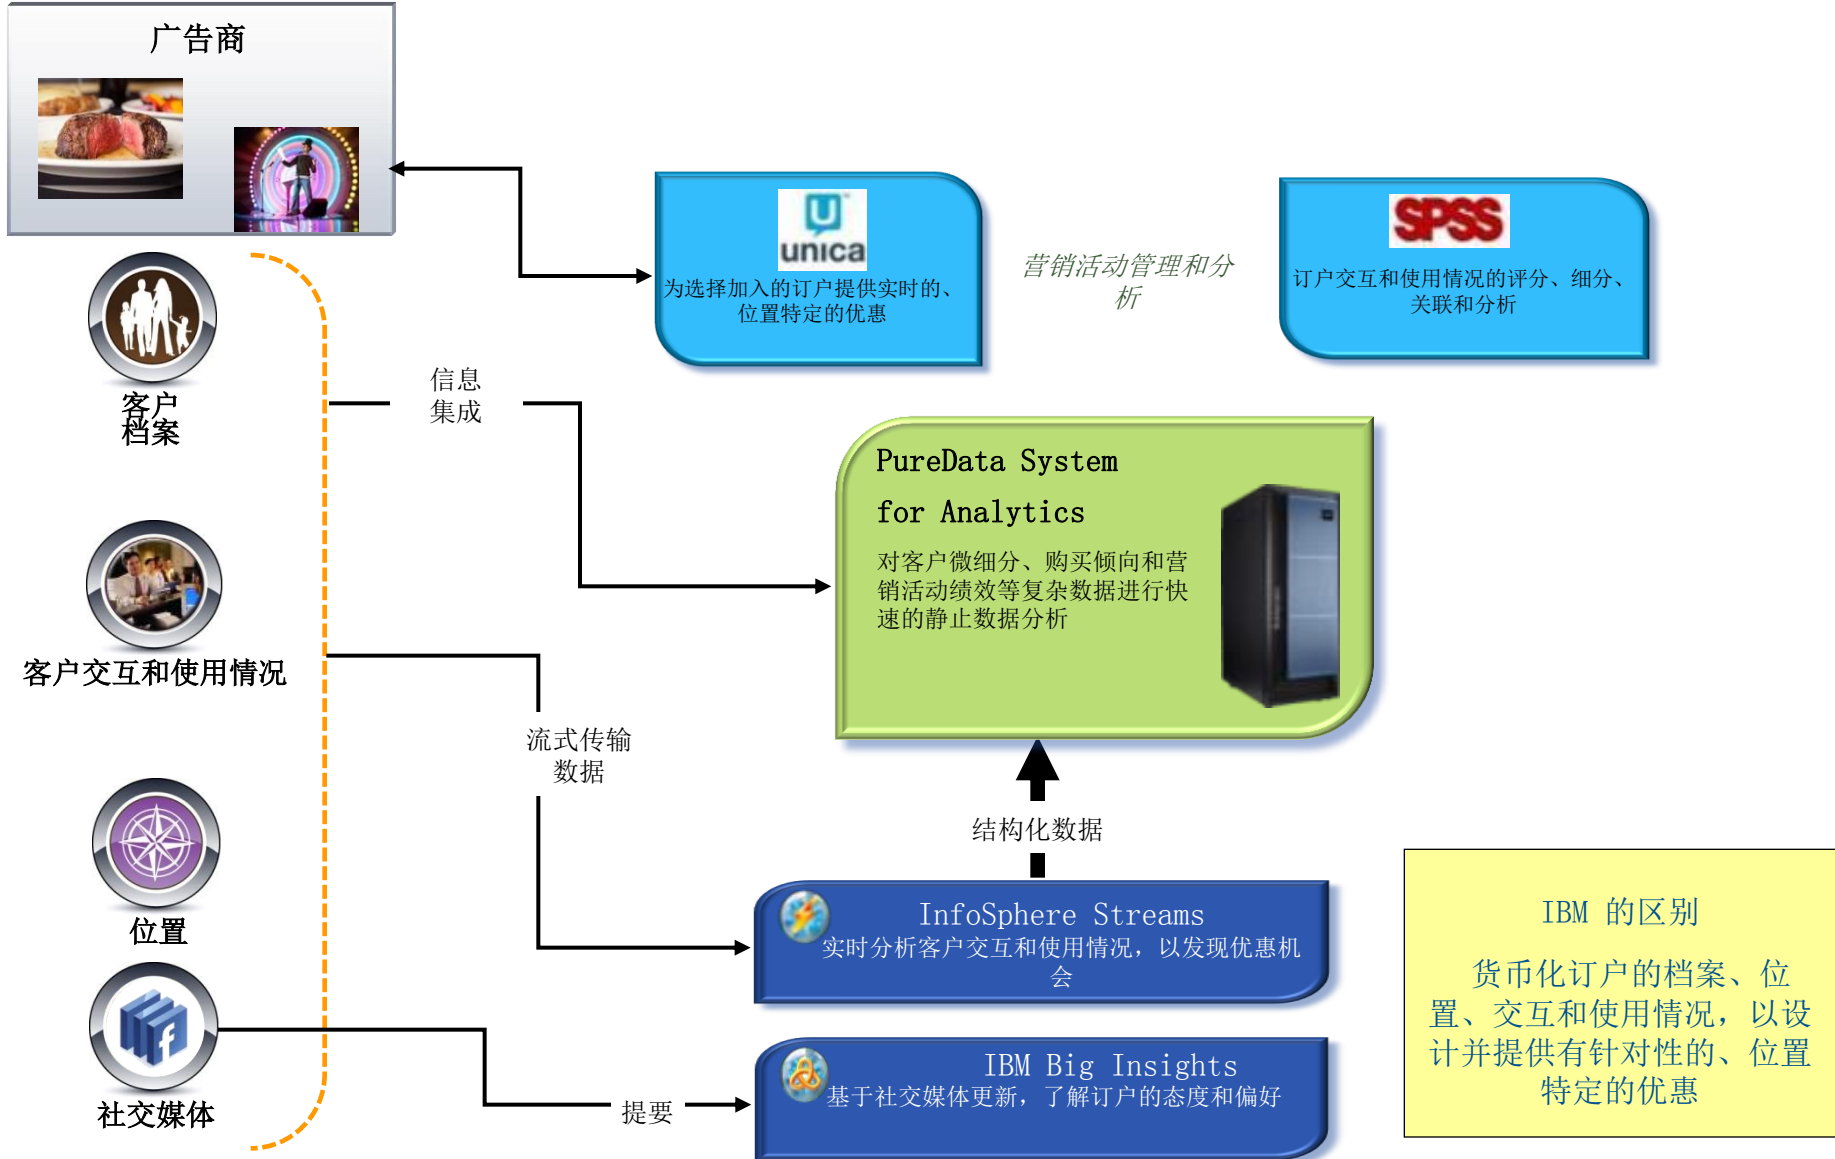 广告商
unica
为选择加入的订户提供实时的、
位置特定的优惠
营销活动管理和分
析
SPSS
订户交互和使用情况的评分、细分、
关联和分析
客户
档案
信息
集成
PureData System
for Analytics
对客户微细分、购买倾向和营
销活动绩效等复杂数据进行快
速的静止数据分析
客户交互和使用情况
流式传输
数据
结构化数据
位置
InfoSphere Streams
实时分析客户交互和使用情况，以发现优惠机
会
IBM 的区别
货币化订户的档案、位
置、交互和使用情况，以设
计并提供有针对性的、位置
特定的优惠
社交媒体
提要
IBM Big Insights
基于社交媒体更新，了解订户的态度和偏好